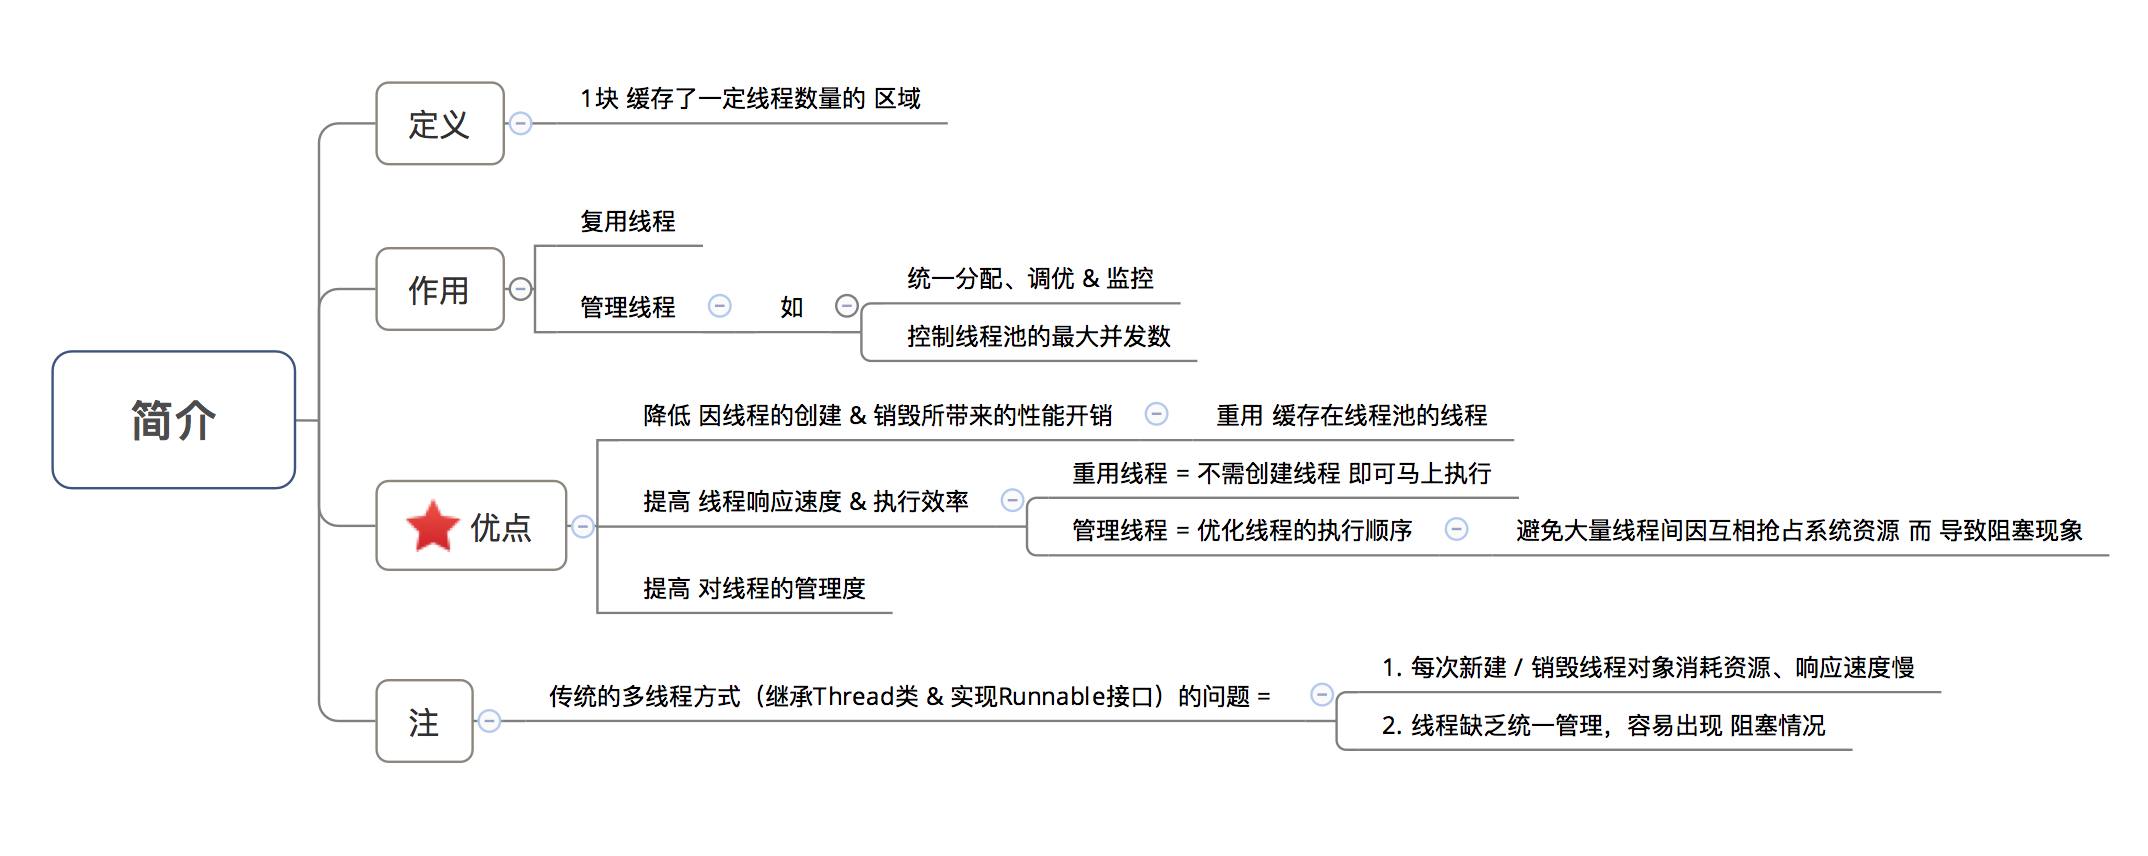 简介
定义
1块 缓存了一定线程数量的 区域
作用
复用线程
管理线程
如
统一分配、调优 & 监控
控制线程池的最大并发数
优点
降低 因线程的创建 & 销毁所带来的性能开销
重用 缓存在线程池的线程
提高 线程响应速度 & 执行效率
重用线程 = 不需创建线程 即可马上执行
管理线程 = 优化线程的执行顺序
避免大量线程间因互相抢占系统资源 而 导致阻塞现象
提高 对线程的管理度
注
传统的多线程方式（继承Thread类 & 实现Runnable接口）的问题 =
1. 每次新建 / 销毁线程对象消耗资源、响应速度慢
2. 线程缺乏统一管理，容易出现 阻塞情况